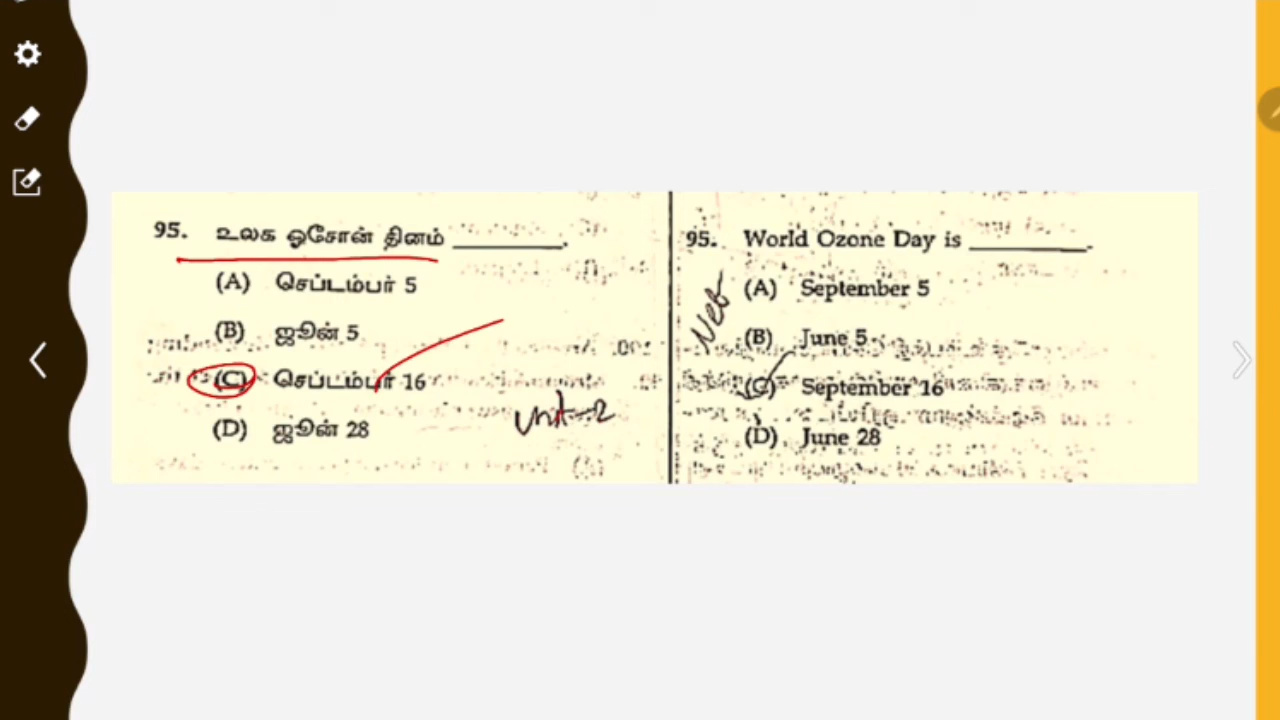 95. உலக ஓசோன் தினம் ________.
(A) செப்டம்பர் 5
(B) ஜூன் 5
(C) செப்டம்பர் 16
(D) ஜூன் 28
Unit-2
95. World Ozone Day is ________.
(A) September 5
(B) June 5
(C) September 16
(D) June 28